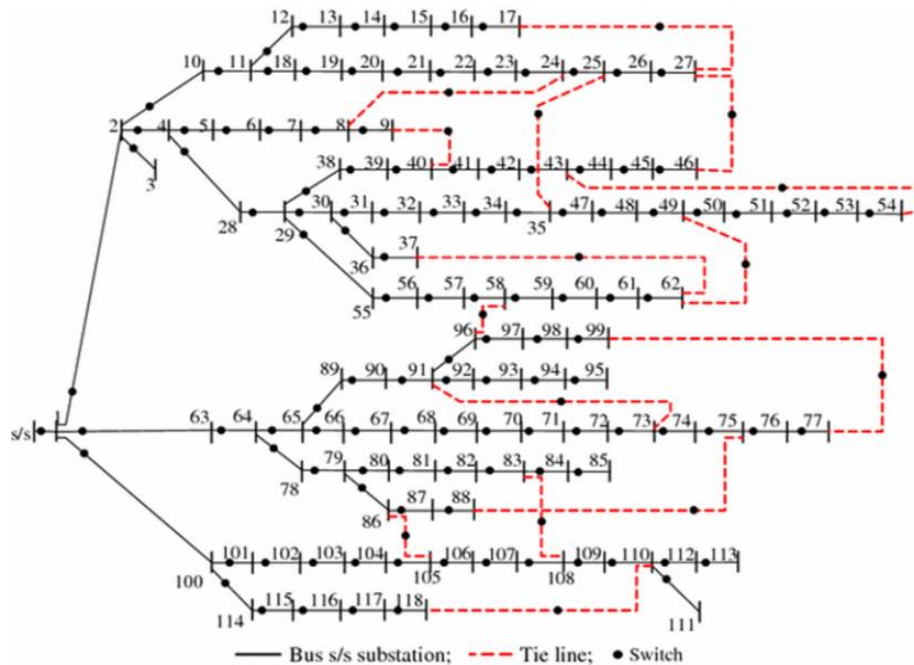 12 13 14 15 16 17
10 11 18 19 20 21 22 23 24 25 26 27
2 4 5 6 7 8 9
3
38 39 40 41 42 43 44 45 46
28 29 30 31 32 33 34 35 47 48 49 50 51 52 53 54
36 37
55 56 57 58 59 60 61 62
96 97 98 99
89 90 91 92 93 94 95
s/s 1 63 64 65 66 67 68 69 70 71 72 73 74 75 76 77
78 79 80 81 82 83 84 85
86 87 88
100 101 102 103 104 105 106 107 108 109 110 112 113
114 115 116 117 118 111
Bus s/s substation; Tie line; Switch